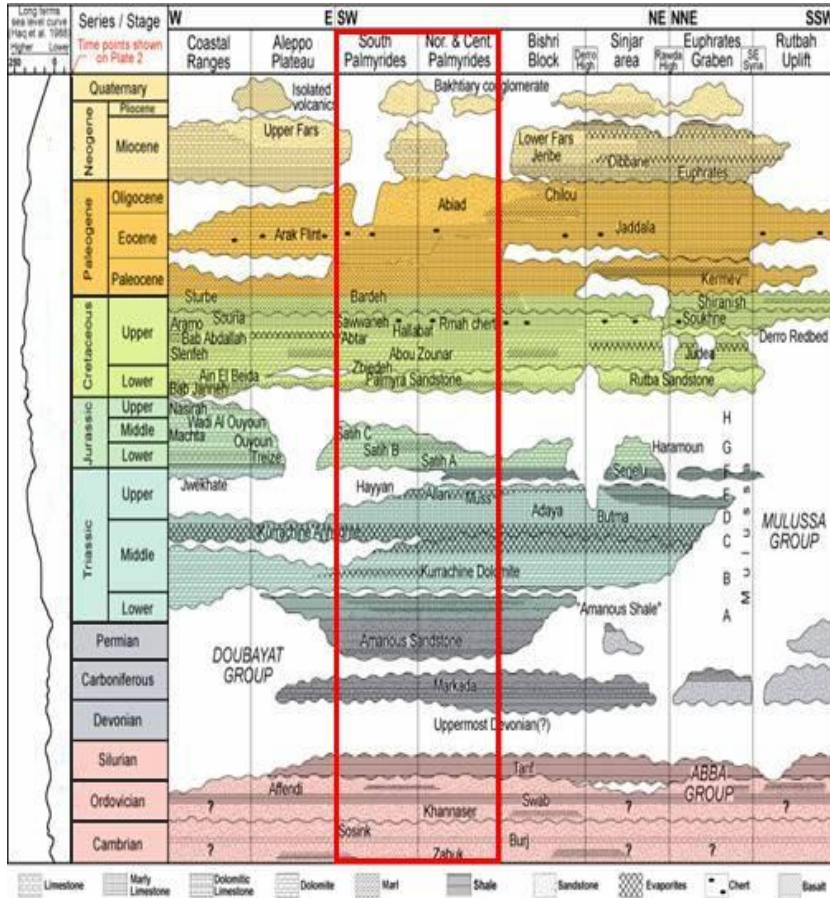 Long terms
sea level curve
(Haq et al. 1988)
Higher Lower
250 0
Series / Stage
Time points shown
on Plate 2
W
E SW
NE NNE
SSW
Coastal
Ranges
Aleppo
Plateau
South
Palmyrides
Nor. & Cent.
Palmyrides
Bishri
Block
Derro
High
Sinjar
area
Rawda
High
Euphrates
Graben
SE
Syria
Rutbah
Uplift
Quaternary
Neogene
Pliocene
Miocene
Paleogene
Oligocene
Eocene
Paleocene
Cretaceous
Upper
Lower
Jurassic
Upper
Middle
Lower
Triassic
Upper
Middle
Lower
Permian
Carboniferous
Devonian
Silurian
Ordovician
Cambrian
Isolated
volcanics
Bakhtiary conglomerate
Upper Fars
Lower Fars
Jeribe
Dibbane
Euphrates
Abiad
Chilou
Arak Flint
Jaddala
Kermev
Bardeh
Shiranish
Souria
Aramo
Bab Abdallah
Slenfeh
Sawwaneh
Hallabat
Rmah chert
Abtar
Abou Zounar
Soukhne
Judea
Derro Redbed
Ain El Beida
Bab Janneh
Zbiedeh
Palmyra Sandstone
Rutba Sandstone
Nasirah
Wadi Al Ouyoun
Machta
Ouyoun
Treize
Satih C
Satih B
Satih A
Haramoun
Serjelu
H
G
F
E
D
C
B
A
Mulussa
MULUSSA
GROUP
Jwekhate
Hayyan
Allan
Muss
Adaya
Butma
Kurrachine Anhydrite
Kurrachine Dolomite
"Amanous Shale"
Amanous Sandstone
DOUBAYAT
GROUP
Markada
Uppermost Devonian(?)
Tanf
ABBA
GROUP
Affendi
Swab
Khannaser
? ? ?
Sosink
Burj
Zabuk
? ?
Limestone
Marly
Limestone
Dolomitic
Limestone
Dolomite
Marl
Shale
Sandstone
Evaporites
Chert
Basalt